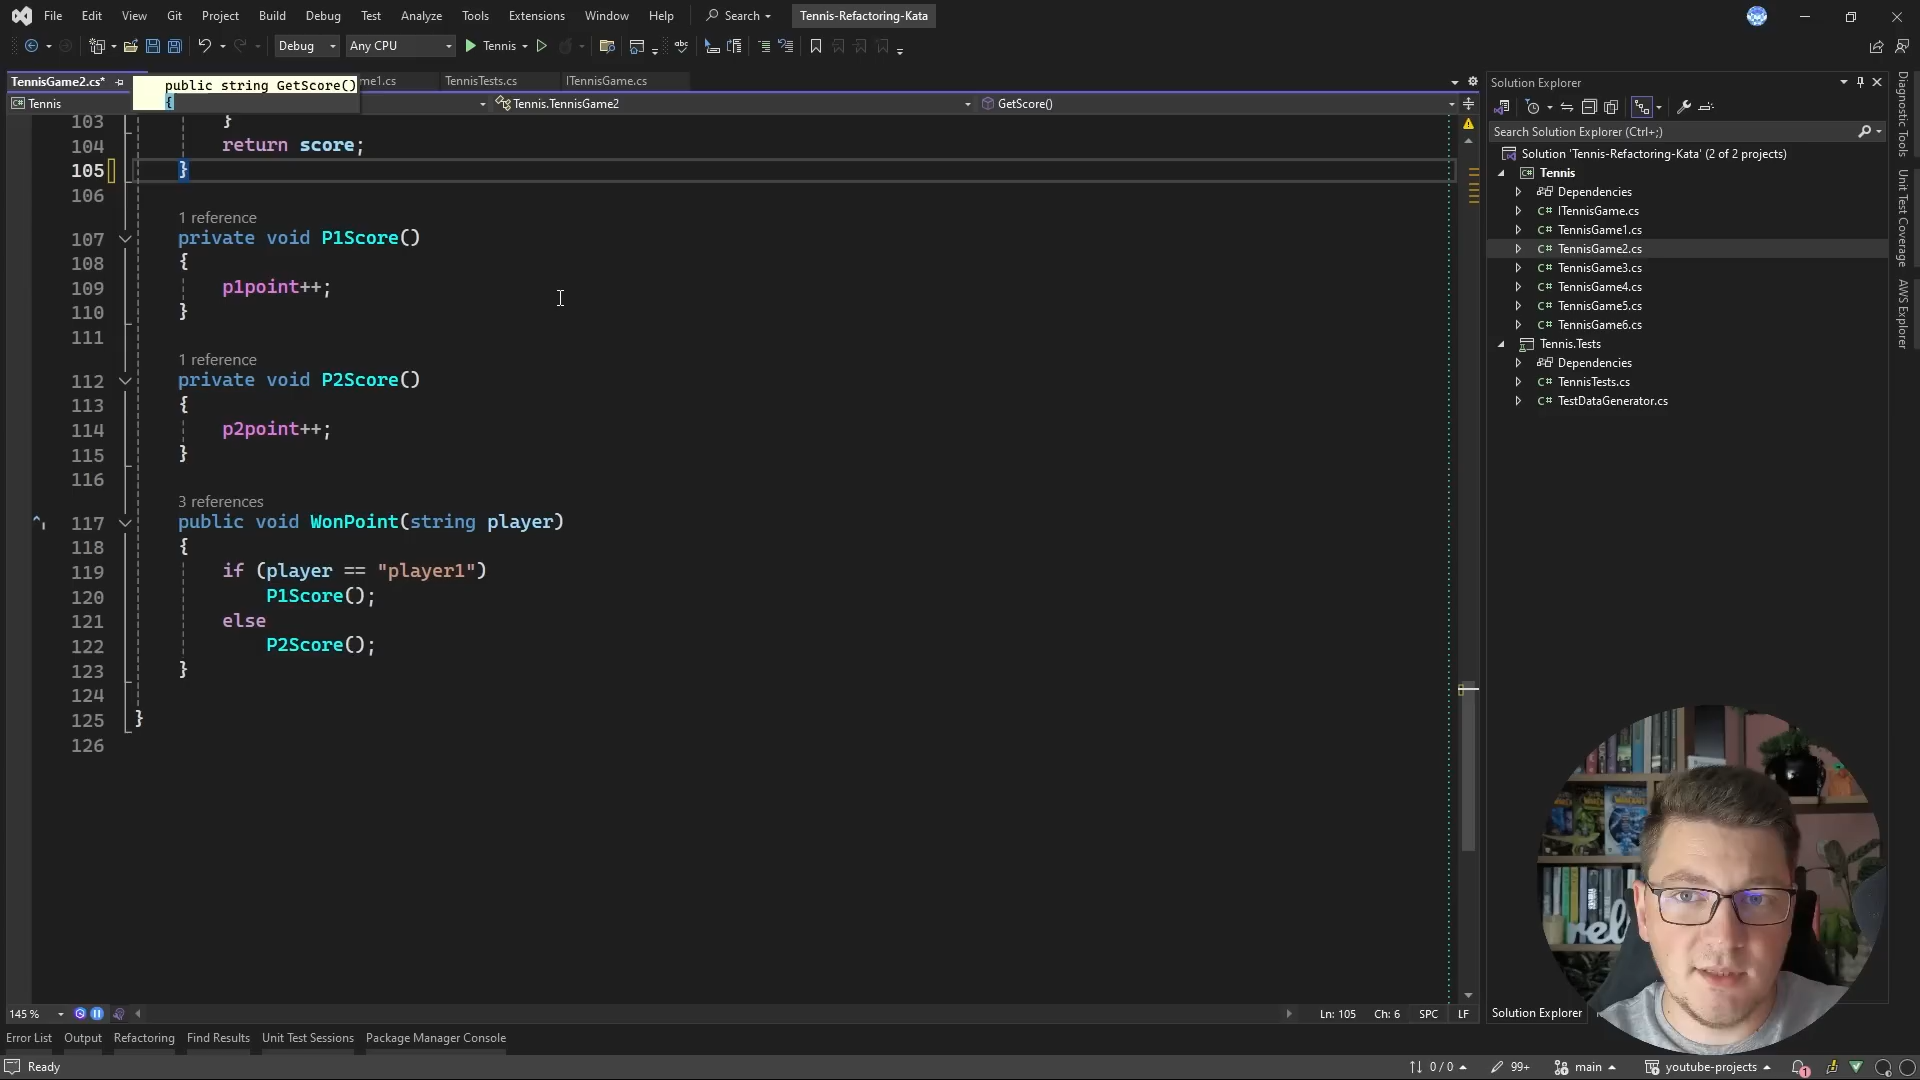 File Edit View Git Project Build Debug Test Analyze Tools Extensions Window Help Search Tennis-Refactoring-Kata
Debug Any CPU Tennis
TennisGame2.cs* me1.cs TennisTests.cs ITennisGame.cs
public string GetScore()
{
Tennis Tennis.TennisGame2 GetScore()
103 }
104 return score;
105 }
106
1 reference
107 private void P1Score()
108 {
109 p1point++;
110 }
111
1 reference
112 private void P2Score()
113 {
114 p2point++;
115 }
116
3 references
117 public void WonPoint(string player)
118 {
119 if (player == "player1")
120 P1Score();
121 else
122 P2Score();
123 }
124
125 }
126
145 % Ln: 105 Ch: 6 SPC LF
Error List Output Refactoring Find Results Unit Test Sessions Package Manager Console
Ready 0 / 0 99+ main youtube-projects 1
Solution Explorer
Search Solution Explorer (Ctrl+;)
Solution 'Tennis-Refactoring-Kata' (2 of 2 projects)
C# Tennis
Dependencies
C# ITennisGame.cs
C# TennisGame1.cs
C# TennisGame2.cs
C# TennisGame3.cs
C# TennisGame4.cs
C# TennisGame5.cs
C# TennisGame6.cs
Tennis.Tests
Dependencies
C# TennisTests.cs
C# TestDataGenerator.cs
Solution Explorer
Diagnostic Tools
Unit Test Coverage
AWS Explorer